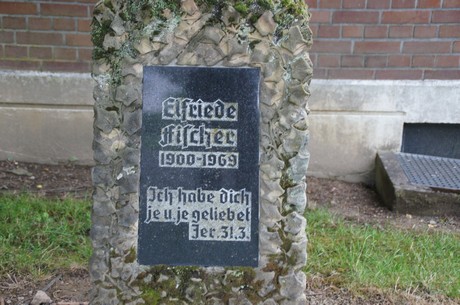 Elfriede
Fischer
1900-1969
Ich habe dich
je u. je geliebet
Jer. 31.3.